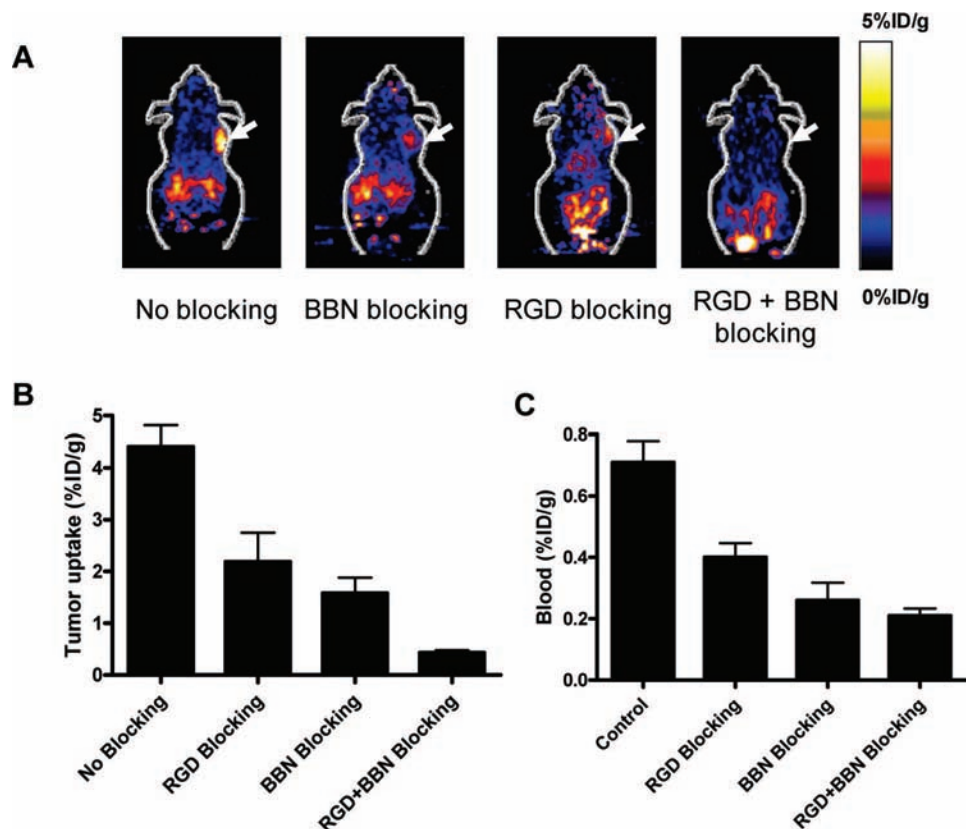 A
5%ID/g
0%ID/g
No blocking
BBN blocking
RGD blocking
RGD + BBN
blocking
B
Tumor uptake (%ID/g)
5
4
3
2
1
0
No Blocking
RGD Blocking
BBN Blocking
RGD+BBN Blocking
C
Blood (%ID/g)
0.8
0.6
0.4
0.2
0.0
Control
RGD Blocking
BBN Blocking
RGD+BBN Blocking